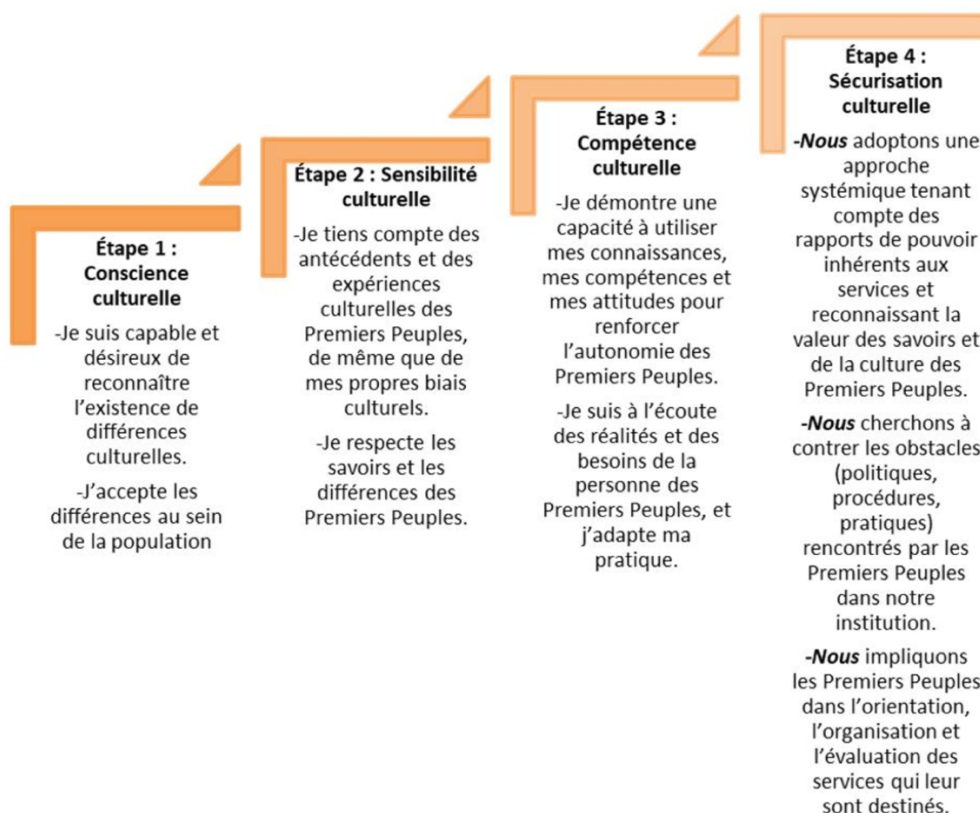 Étape 1 :
Conscience
culturelle
-Je suis capable et
désireux de
reconnaître
l'existence de
différences
culturelles.
-J'accepte les
différences au sein
de la population
Étape 2 : Sensibilité
culturelle
-Je tiens compte des
antécédents et des
expériences
culturelles des
Premiers Peuples,
de même que de
mes propres biais
culturels.
-Je respecte les
savoirs et les
différences des
Premiers Peuples.
Étape 3 :
Compétence
culturelle
-Je démontre une
capacité à utiliser
mes connaissances,
mes compétences et
mes attitudes pour
renforcer
l'autonomie des
Premiers Peuples.
-Je suis à l'écoute
des réalités et des
besoins de la
personne des
Premiers Peuples, et
j'adapte ma
pratique.
Étape 4 :
Sécurisation
culturelle
-Nous adoptons une
approche
systémique tenant
compte des
rapports de pouvoir
inhérents aux
services et
reconnaissant la
valeur des savoirs et
de la culture des
Premiers Peuples.
-Nous cherchons à
contrer les obstacles
(politiques,
procédures,
pratiques)
rencontrés par les
Premiers Peuples
dans notre
institution.
-Nous impliquons
les Premiers Peuples
dans l'orientation,
l'organisation et
l'évaluation des
services qui leur
sont destinés.